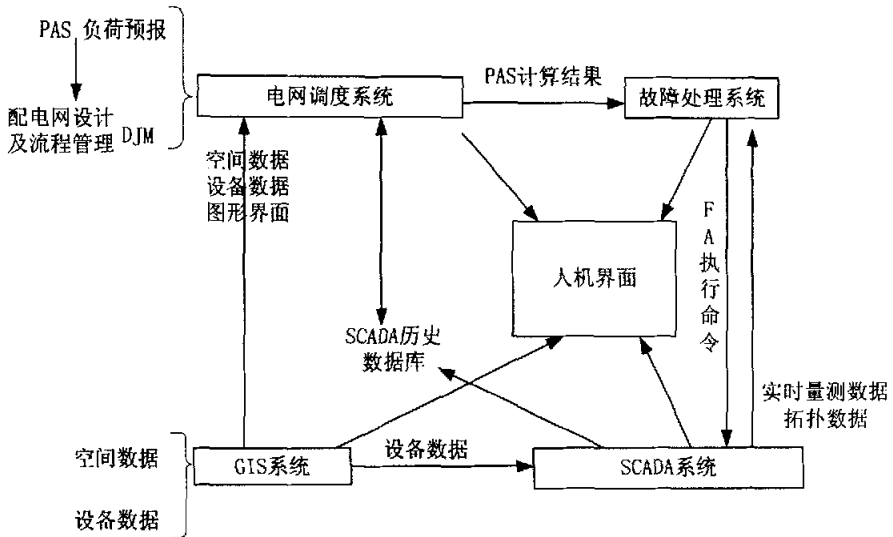 PAS 负荷预报
配电网设计
及流程管理 DJM
电网调度系统
PAS计算结果
故障处理系统
空间数据
设备数据
图形界面
人机界面
FA执行命令
SCADA历史
数据库
实时量测数据
拓扑数据
空间数据
设备数据
GIS系统
设备数据
SCADA系统